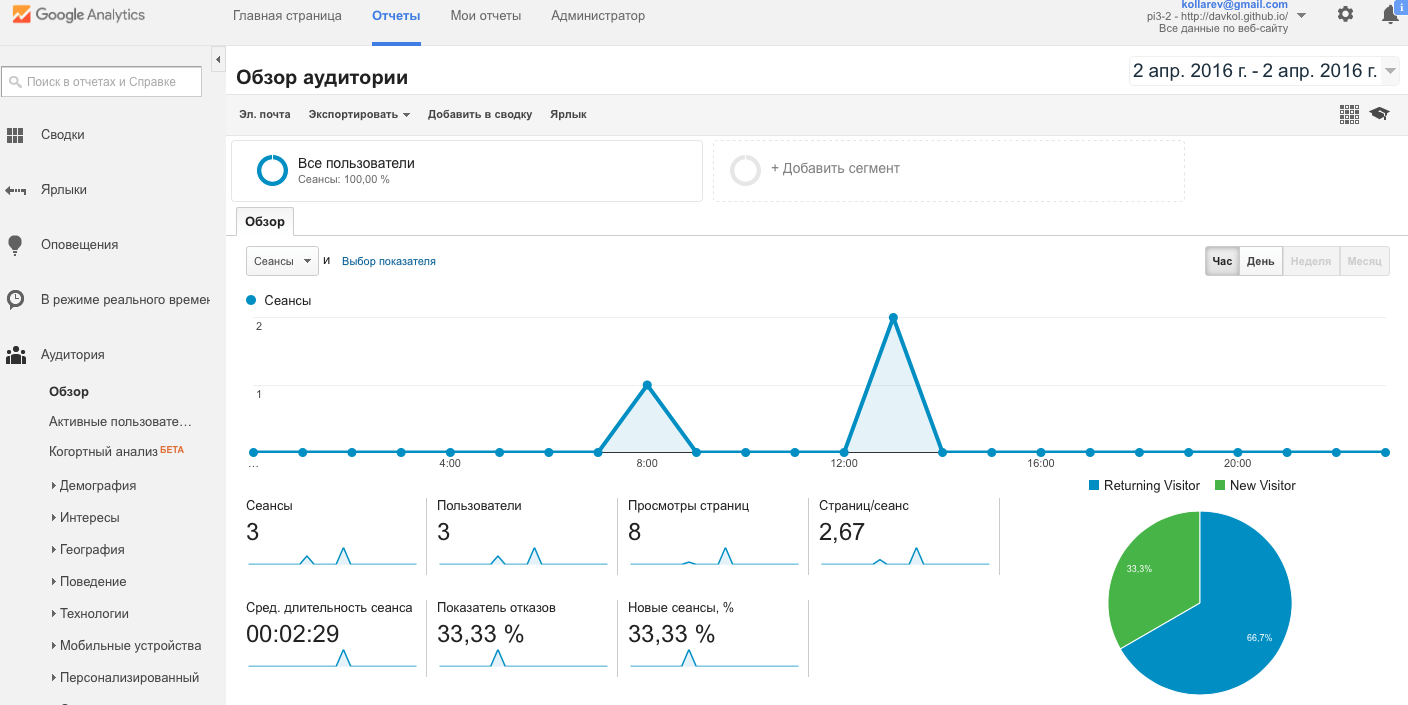 Google Analytics
Главная страница
Отчеты
Мои отчеты
Администратор
kollarev@gmail.com
pi3-2 - http://davkol.github.io/
Все данные по веб-сайту
Поиск в отчетах и Справке
Сводки
Ярлыки
Оповещения
В режиме реального времен
Аудитория
Обзор
Активные пользовате…
Когортный анализ BETA
Демография
Интересы
География
Поведение
Технологии
Мобильные устройства
Персонализированный
Обзор аудитории
2 апр. 2016 г. - 2 апр. 2016 г.
Эл. почта
Экспортировать
Добавить в сводку
Ярлык
Все пользователи
Сеансы: 100,00 %
+ Добавить сегмент
Обзор
Сеансы
и
Выбор показателя
Час
День
Неделя
Месяц
Сеансы
2
1
…
4:00
8:00
12:00
16:00
20:00
Returning Visitor
New Visitor
Сеансы
3
Пользователи
3
Просмотры страниц
8
Страниц/сеанс
2,67
Сред. длительность сеанса
00:02:29
Показатель отказов
33,33 %
Новые сеансы, %
33,33 %
33,3%
66,7%